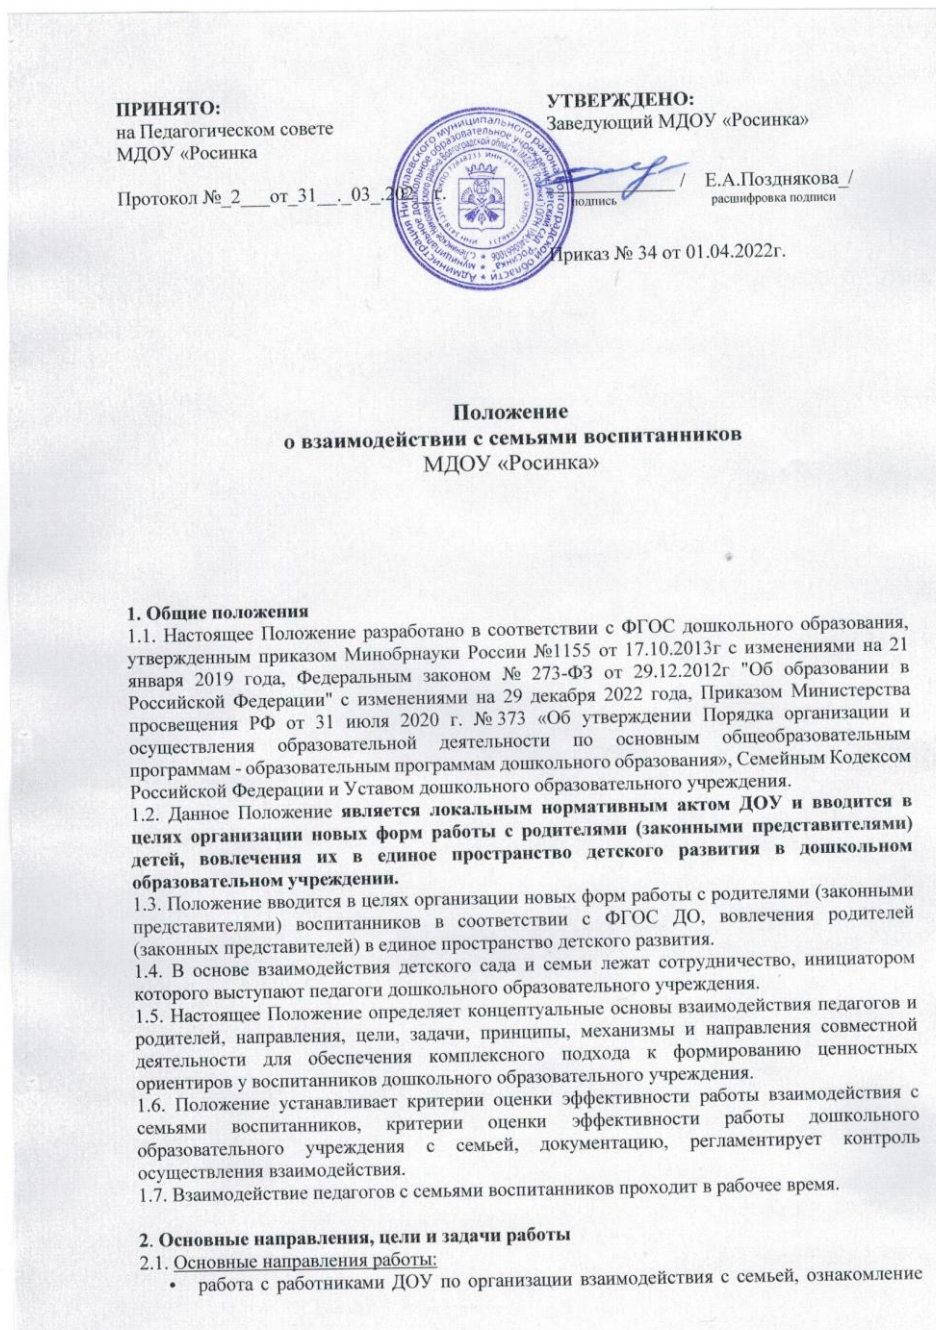 ПРИНЯТО:
на Педагогическом совете
МДОУ «Росинка
Протокол №_2___от_31__._03_.202 г.
УТВЕРЖДЕНО:
Заведующий МДОУ «Росинка»
/ Е.А.Позднякова_/
подпись расшифровка подписи
Приказ № 34 от 01.04.2022г.
Администрация Николаевского муниципального района Волгоградской области
Положение
о взаимодействии с семьями воспитанников
МДОУ «Росинка»
1. Общие положения
1.1. Настоящее Положение разработано в соответствии с ФГОС дошкольного образования,
утвержденным приказом Минобрнауки России №1155 от 17.10.2013г с изменениями на 21
января 2019 года, Федеральным законом № 273-ФЗ от 29.12.2012г "Об образовании в
Российской Федерации" с изменениями на 29 декабря 2022 года, Приказом Министерства
просвещения РФ от 31 июля 2020 г. № 373 «Об утверждении Порядка организации и
осуществления образовательной деятельности по основным общеобразовательным
программам - образовательным программам дошкольного образования», Семейным Кодексом
Российской Федерации и Уставом дошкольного образовательного учреждения.
1.2. Данное Положение является локальным нормативным актом ДОУ и вводится в
целях организации новых форм работы с родителями (законными представителями)
детей, вовлечения их в единое пространство детского развития в дошкольном
образовательном учреждении.
1.3. Положение вводится в целях организации новых форм работы с родителями (законными
представителями) воспитанников в соответствии с ФГОС ДО, вовлечения родителей
(законных представителей) в единое пространство детского развития.
1.4. В основе взаимодействия детского сада и семьи лежат сотрудничество, инициатором
которого выступают педагоги дошкольного образовательного учреждения.
1.5. Настоящее Положение определяет концептуальные основы взаимодействия педагогов и
родителей, направления, цели, задачи, принципы, механизмы и направления совместной
деятельности для обеспечения комплексного подхода к формированию ценностных
ориентиров у воспитанников дошкольного образовательного учреждения.
1.6. Положение устанавливает критерии оценки эффективности работы взаимодействия с
семьями воспитанников, критерии оценки эффективности работы дошкольного
образовательного учреждения с семьей, документацию, регламентирует контроль
осуществления взаимодействия.
1.7. Взаимодействие педагогов с семьями воспитанников проходит в рабочее время.
2. Основные направления, цели и задачи работы
2.1. Основные направления работы:
• работа с работниками ДОУ по организации взаимодействия с семьей, ознакомление